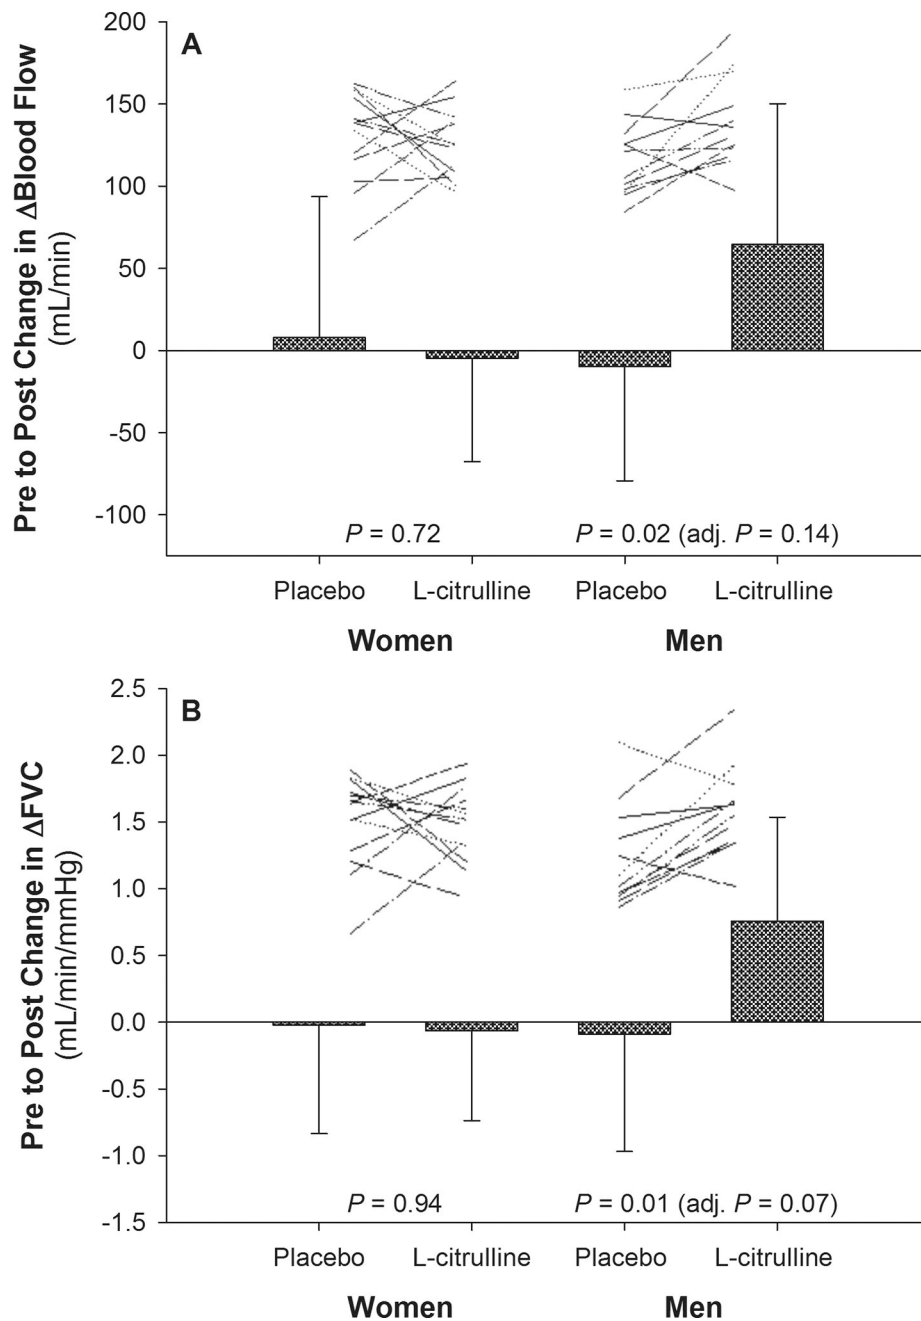 A
Pre to Post Change in ΔBlood Flow
(mL/min)
200
150
100
50
0
-50
-100
P = 0.72
P = 0.02 (adj. P = 0.14)
Placebo
L-citrulline
Placebo
L-citrulline
Women
Men
B
Pre to Post Change in ΔFVC
(mL/min/mmHg)
2.5
2.0
1.5
1.0
0.5
0.0
-0.5
-1.0
-1.5
P = 0.94
P = 0.01 (adj. P = 0.07)
Placebo
L-citrulline
Placebo
L-citrulline
Women
Men